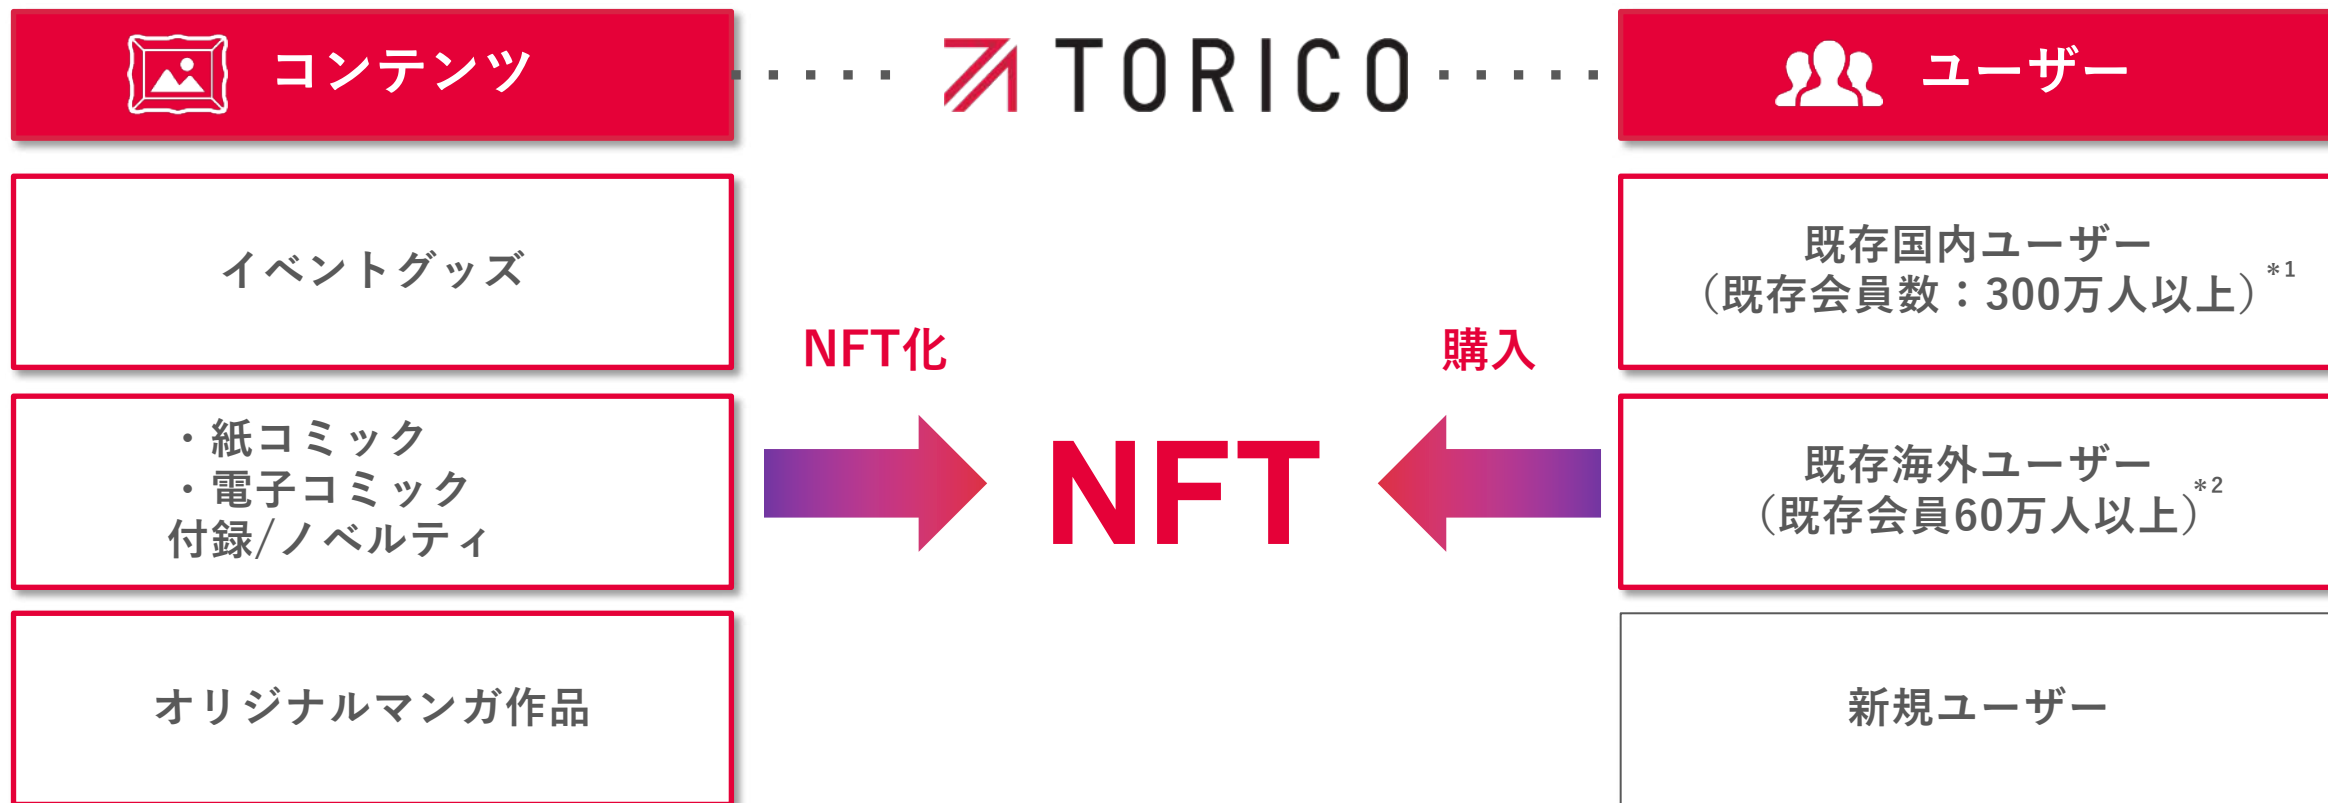 コンテンツ
TORICO
ユーザー
イベントグッズ
・紙コミック
・電子コミック
付録/ノベルティ
オリジナルマンガ作品
NFT化
NFT
購入
既存国内ユーザー
（既存会員数：300万人以上）*1
既存海外ユーザー
（既存会員60万人以上）*2
新規ユーザー